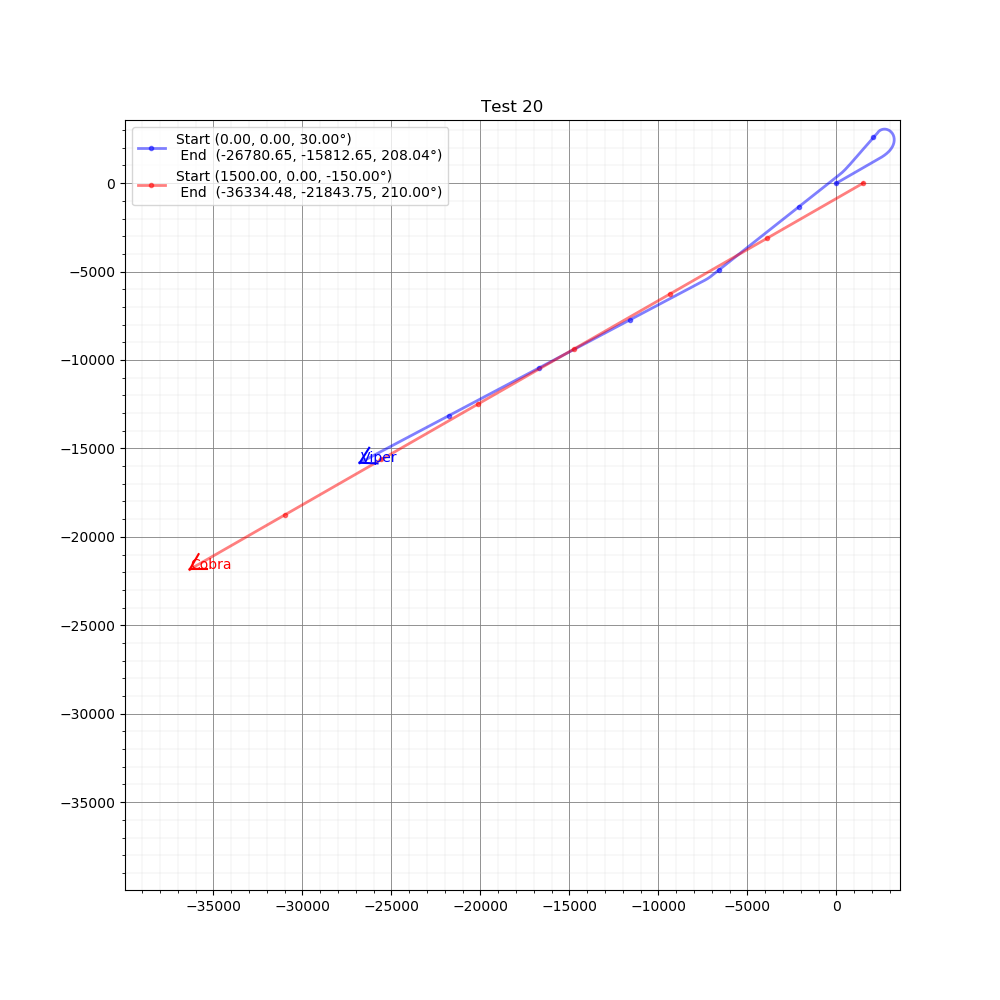 Test 20
Start (0.00, 0.00, 30.00°)
End  (-26780.65, -15812.65, 208.04°)
Start (1500.00, 0.00, -150.00°)
End  (-36334.48, -21843.75, 210.00°)
0
−5000
−10000
−15000
−20000
−25000
−30000
−35000
Viper
Cobra
−35000 −30000 −25000 −20000 −15000 −10000 −5000 0